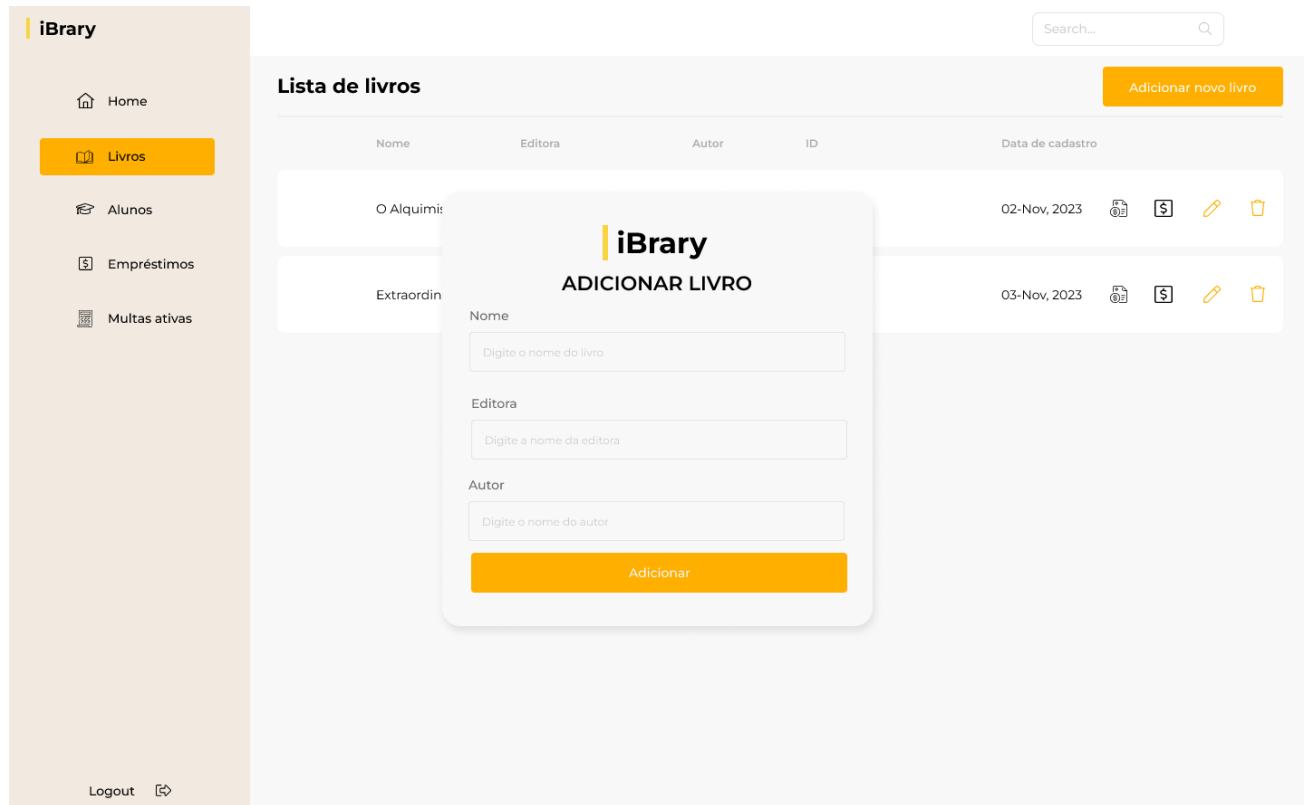 iBrary
Search...
Home
Livros
Alunos
Empréstimos
Multas ativas
Logout
Lista de livros
Adicionar novo livro
Nome Editora Autor ID Data de cadastro
O Alquimis 02-Nov, 2023
Extraordin 03-Nov, 2023
iBrary
ADICIONAR LIVRO
Nome
Digite o nome do livro
Editora
Digite a nome da editora
Autor
Digite o nome do autor
Adicionar